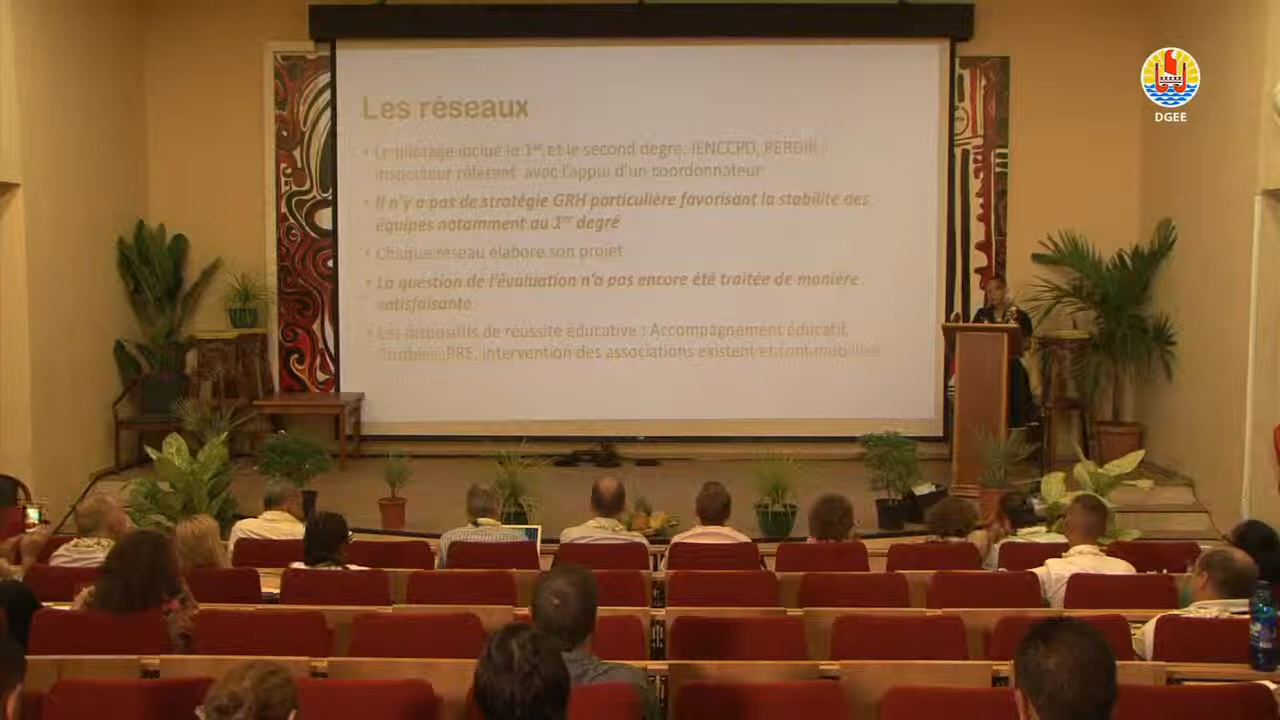 Les réseaux
• Le pilotage inclue le 1er et le second degré: IENCCPD, PERDIR,
inspecteur référent avec l'appui d'un coordonnateur
• Il n'y a pas de stratégie GRH particulière favorisant la stabilité des
équipes notamment au 1er degré
• Chaque réseau élabore son projet
• La question de l'évaluation n'a pas encore été traitée de manière
satisfaisante.
• Les dispositifs de réussite éducative : Accompagnement éducatif,
PRE, intervention des associations existent et sont mobilisés
DGEE